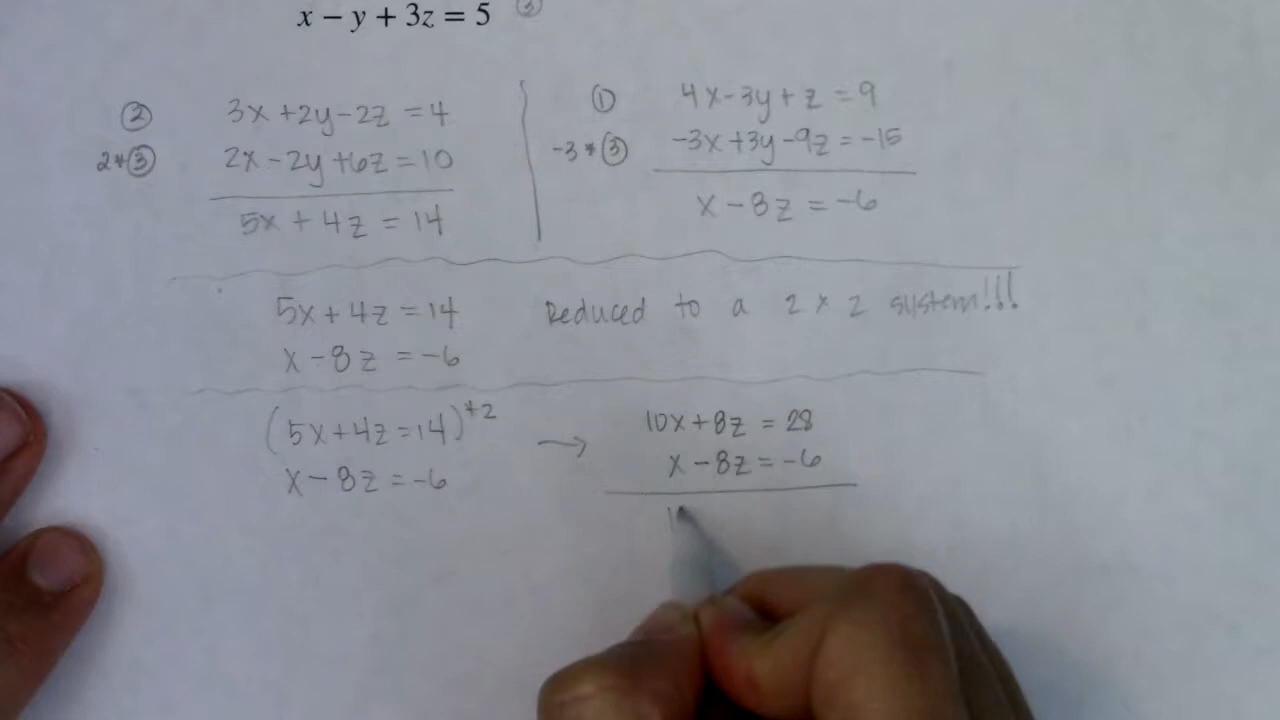 x − y + 3z = 5 ③
② 3x + 2y − 2z = 4
2*③ 2x − 2y + 6z = 10
5x + 4z = 14
① 4x − 3y + z = 9
-3*③ -3x + 3y − 9z = -15
x − 8z = -6
5x + 4z = 14 Reduced to a 2 x 2 system!!!
x − 8z = -6
(5x + 4z = 14)*2
x − 8z = -6
→ 10x + 8z = 28
x − 8z = -6